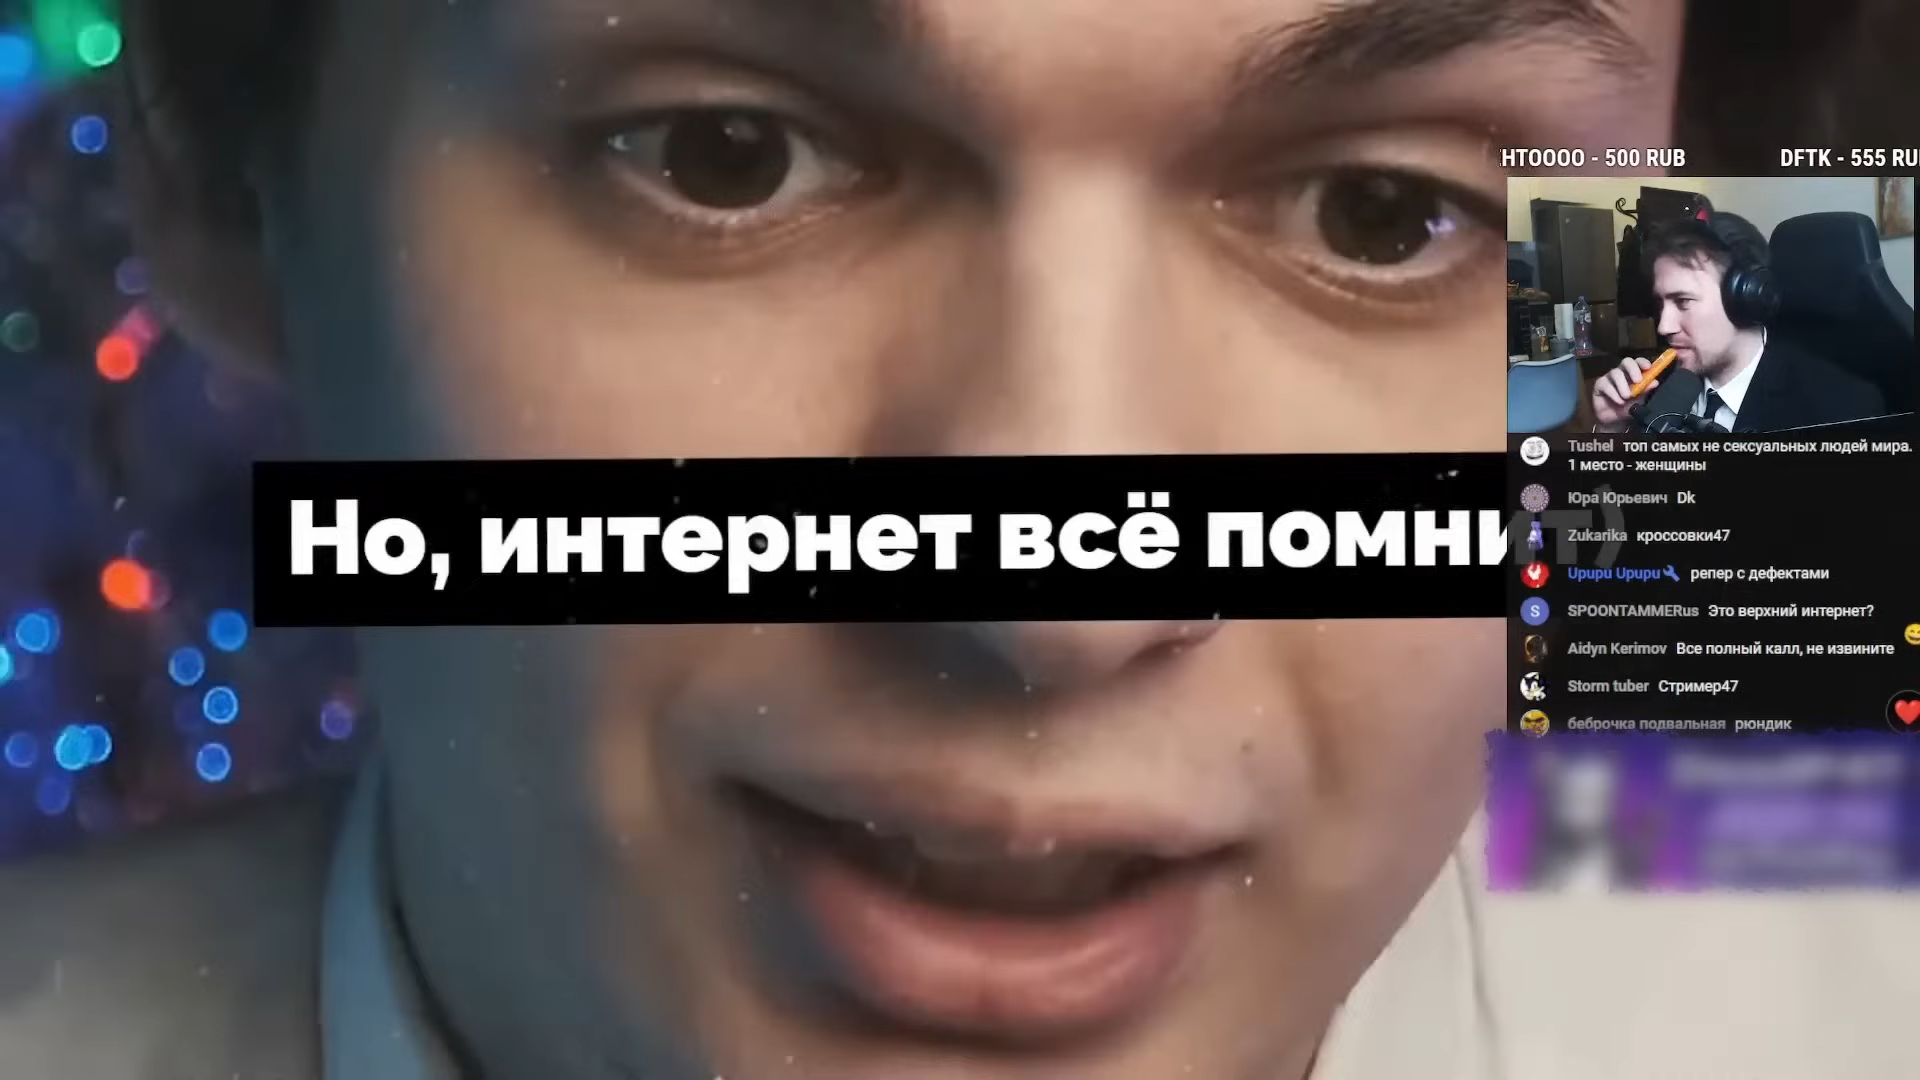 НТОООО - 500 RUB
DFTK - 555 RU
Но, интернет всё помнит)
Tushel топ самых не сексуальных людей мира.
1 место - женщины
Юра Юрьевич Dk
Zukarika кроссовки47
Upupu Upupu репер с дефектами
S SPOONTAMMERus Это верхний интернет?
Aidyn Kerimov Все полный калл, не извините
Storm tuber Стример47
беброчка подвальная рюндик